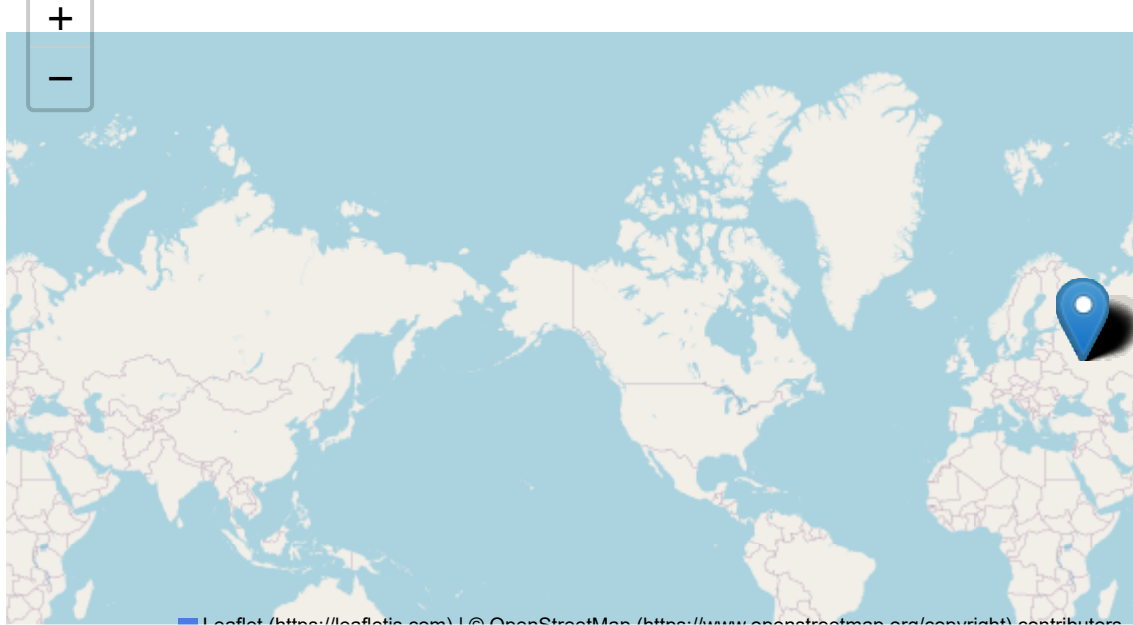 +
−
Leaflet (https://leafletjs.com) | © OpenStreetMap (https://www.openstreetmap.org/copyright) contributors